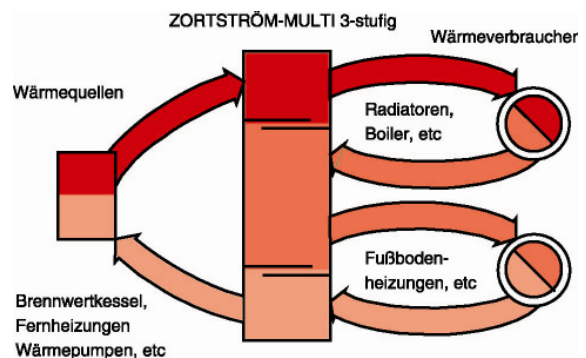 ZORTSTRÖM-MULTI 3-stufig
Wärmeverbraucher
Wärmequellen
Radiatoren,
Boiler, etc
Fußboden-
heizungen, etc
Brennwertkessel,
Fernheizungen
Wärmepumpen, etc